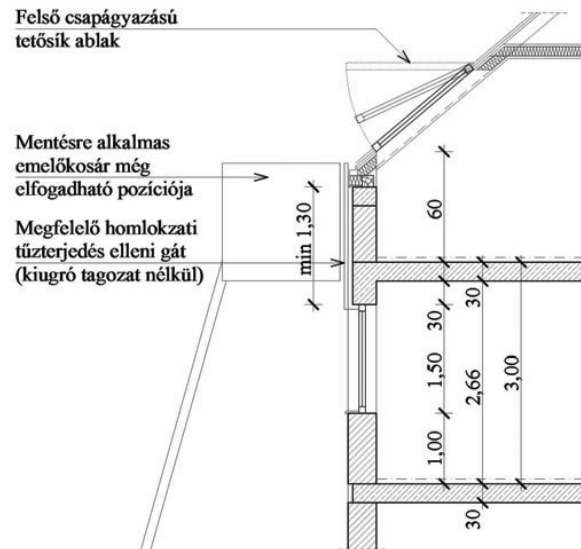 Felső csapágyazású
tetősík ablak
Mentésre alkalmas
emelőkosár még
elfogadható pozíciója
Megfelelő homlokzati
tűzterjedés elleni gát
(kiugró tagozat nélkül)
min 1,30
60
30
1,50
1,00
30
2,66
30
3,00